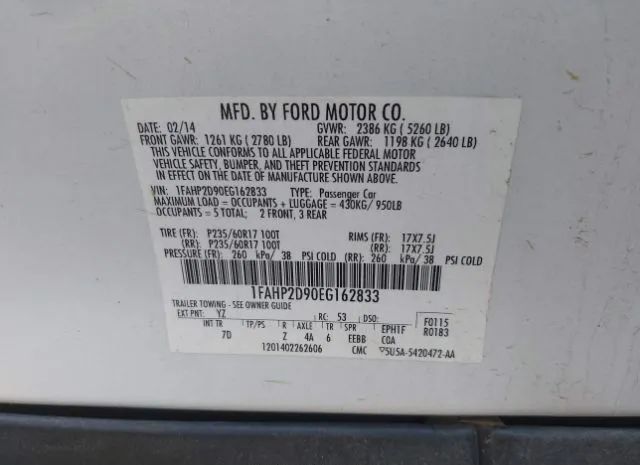 MFD. BY FORD MOTOR CO.
DATE: 02/14 GVWR: 2386 KG ( 5260 LB)
FRONT GAWR: 1261 KG ( 2780 LB) REAR GAWR: 1198 KG ( 2640 LB)
THIS VEHICLE CONFORMS TO ALL APPLICABLE FEDERAL MOTOR
VEHICLE SAFETY, BUMPER, AND THEFT PREVENTION STANDARDS
IN EFFECT ON THE DATE OF MANUFACTURE SHOWN ABOVE.
VIN: 1FAHP2D90EG162833 TYPE: Passenger Car
MAXIMUM LOAD = OCCUPANTS + LUGGAGE = 430KG/ 950LB
OCCUPANTS = 5 TOTAL; 2 FRONT, 3 REAR
TIRE (FR): P235/60R17 100T RIMS (FR): 17X7.5J
(RR): P235/60R17 100T (RR): 17X7.5J
PRESSURE (FR): 260 kPa/ 38 PSI COLD (RR): 260 kPa/ 38 PSI COLD
1FAHP2D90EG162833
TRAILER TOWING - SEE OWNER GUIDE
EXT PNT: YZ RC: 53 DSO: F0115
INT TR TP/PS R AXLE TR SPR EPHTF R0183
7D Z 4A 6 EEBB COA
1201402262606 CMC 5U5A-5420472-AA